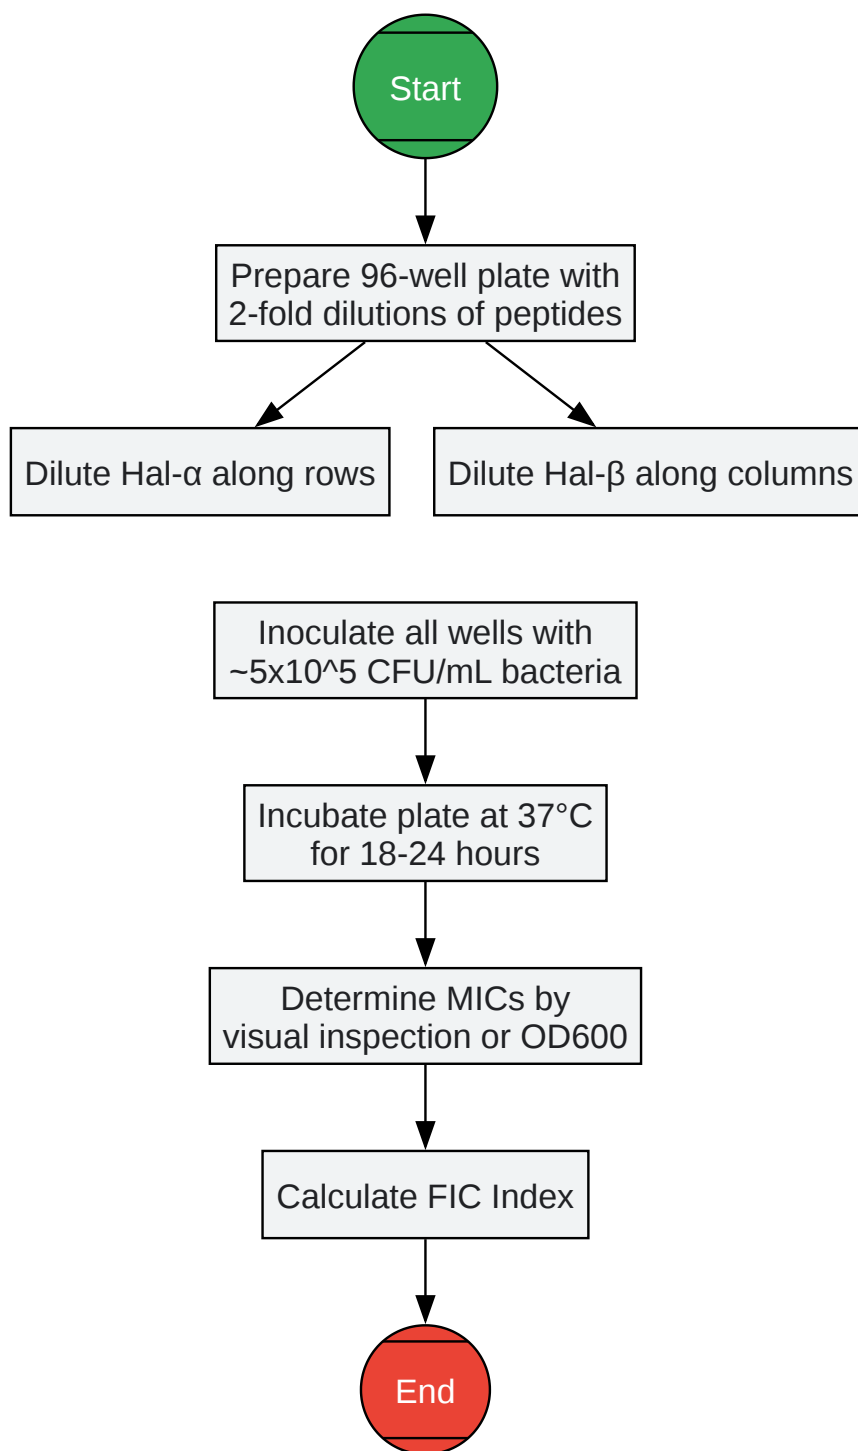 Start
Prepare 96-well plate with
2-fold dilutions of peptides
Dilute Hal-α along rows
Dilute Hal-β along columns
Inoculate all wells with
~5x10^5 CFU/mL bacteria
Incubate plate at 37°C
for 18-24 hours
Determine MICs by
visual inspection or OD600
Calculate FIC Index
End